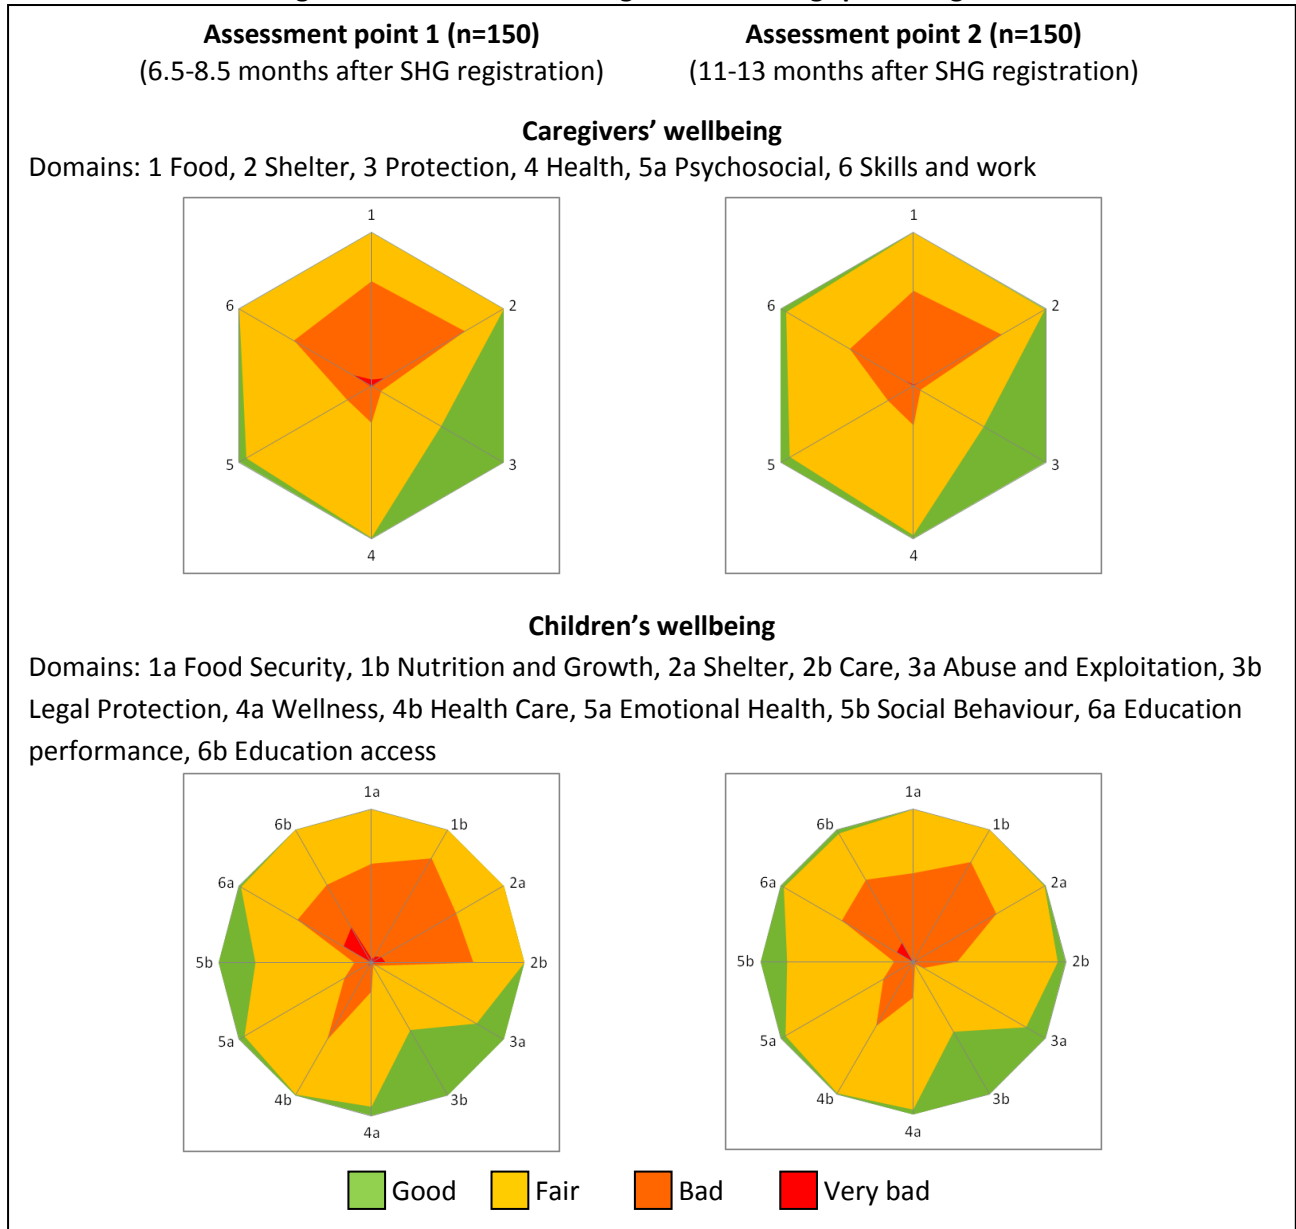 Assessment point 1 (n=150)
(6.5-8.5 months after SHG registration)
Assessment point 2 (n=150)
(11-13 months after SHG registration)
Caregivers’ wellbeing
Domains: 1 Food, 2 Shelter, 3 Protection, 4 Health, 5a Psychosocial, 6 Skills and work
1
2
3
4
5
6
1
2
3
4
5
6
Children’s wellbeing
Domains: 1a Food Security, 1b Nutrition and Growth, 2a Shelter, 2b Care, 3a Abuse and Exploitation, 3b
Legal Protection, 4a Wellness, 4b Health Care, 5a Emotional Health, 5b Social Behaviour, 6a Education
performance, 6b Education access
1a
1b
2a
2b
3a
3b
4a
4b
5a
5b
6a
6b
1a
1b
2a
2b
3a
3b
4a
4b
5a
5b
6a
6b
Good
Fair
Bad
Very bad